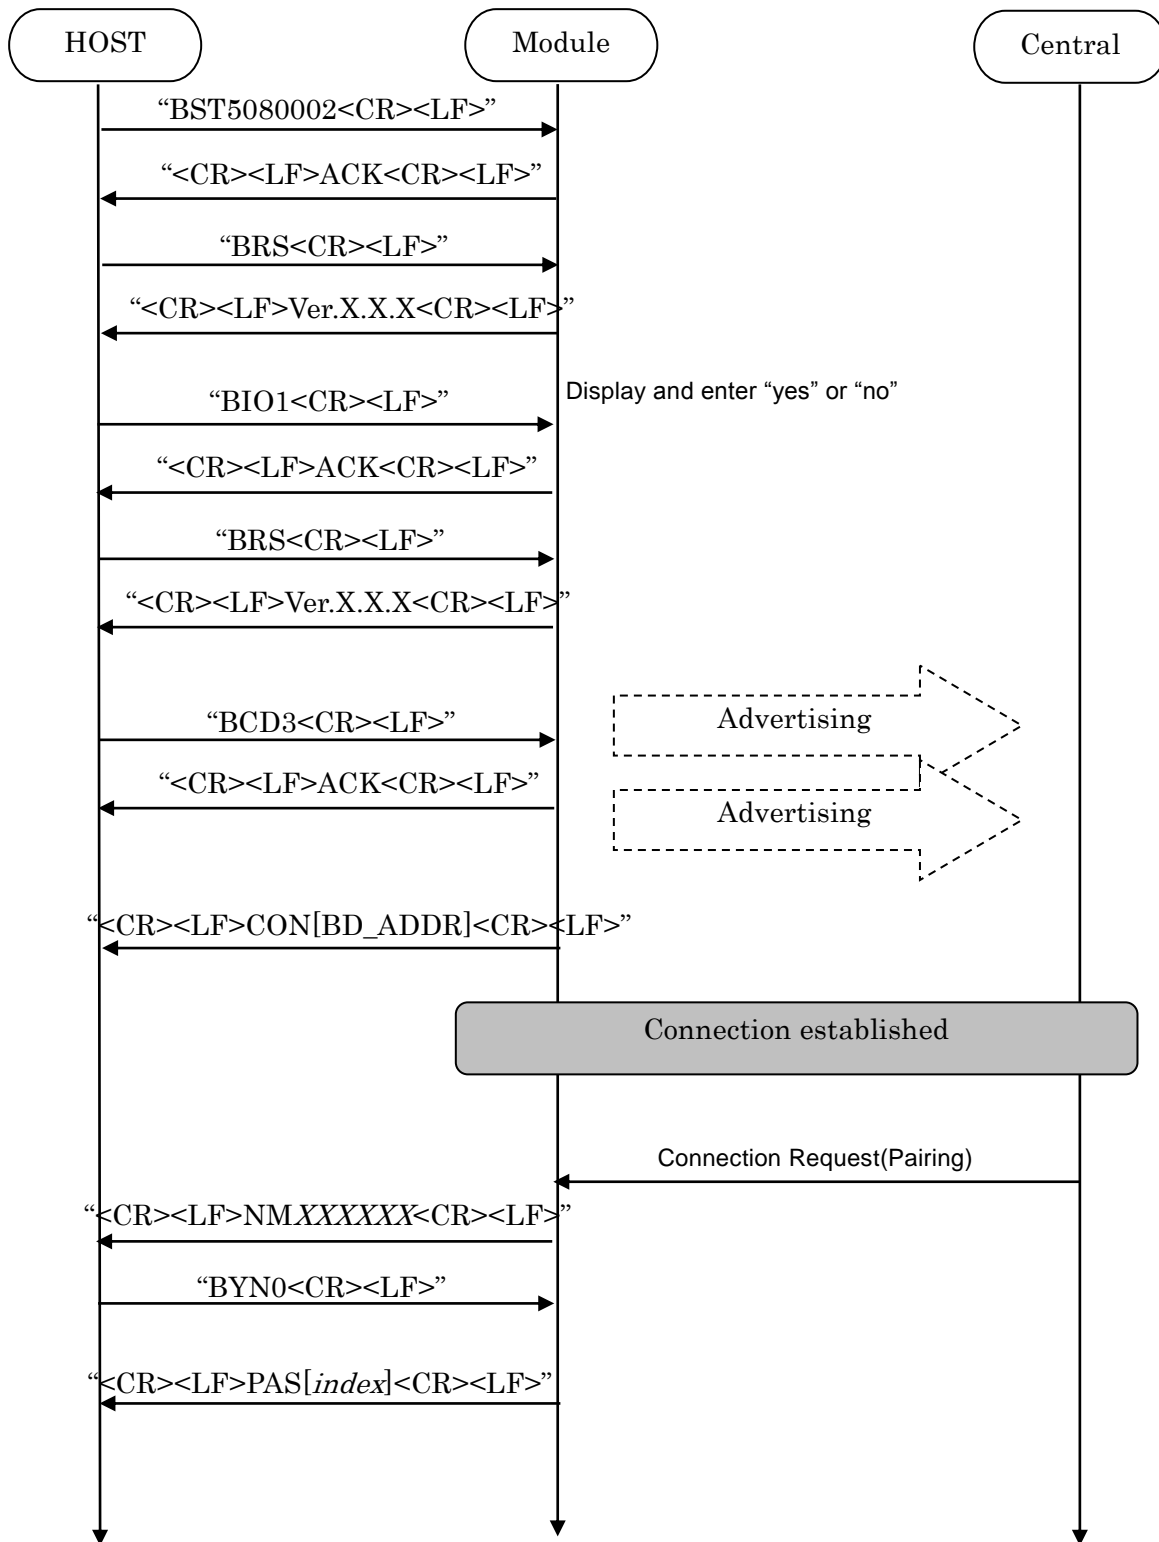 HOST
Module
Central
“BST5080002<CR><LF>”
“<CR><LF>ACK<CR><LF>”
“BRS<CR><LF>”
“<CR><LF>Ver.X.X.X<CR><LF>”
Display and enter “yes” or “no”
“BIO1<CR><LF>”
“<CR><LF>ACK<CR><LF>”
“BRS<CR><LF>”
“<CR><LF>Ver.X.X.X<CR><LF>”
“BCD3<CR><LF>”
Advertising
“<CR><LF>ACK<CR><LF>”
Advertising
“<CR><LF>CON[BD_ADDR]<CR><LF>”
Connection established
Connection Request(Pairing)
“<CR><LF>NMXXXXXX<CR><LF>”
“BYN0<CR><LF>”
“<CR><LF>PAS[index]<CR><LF>”